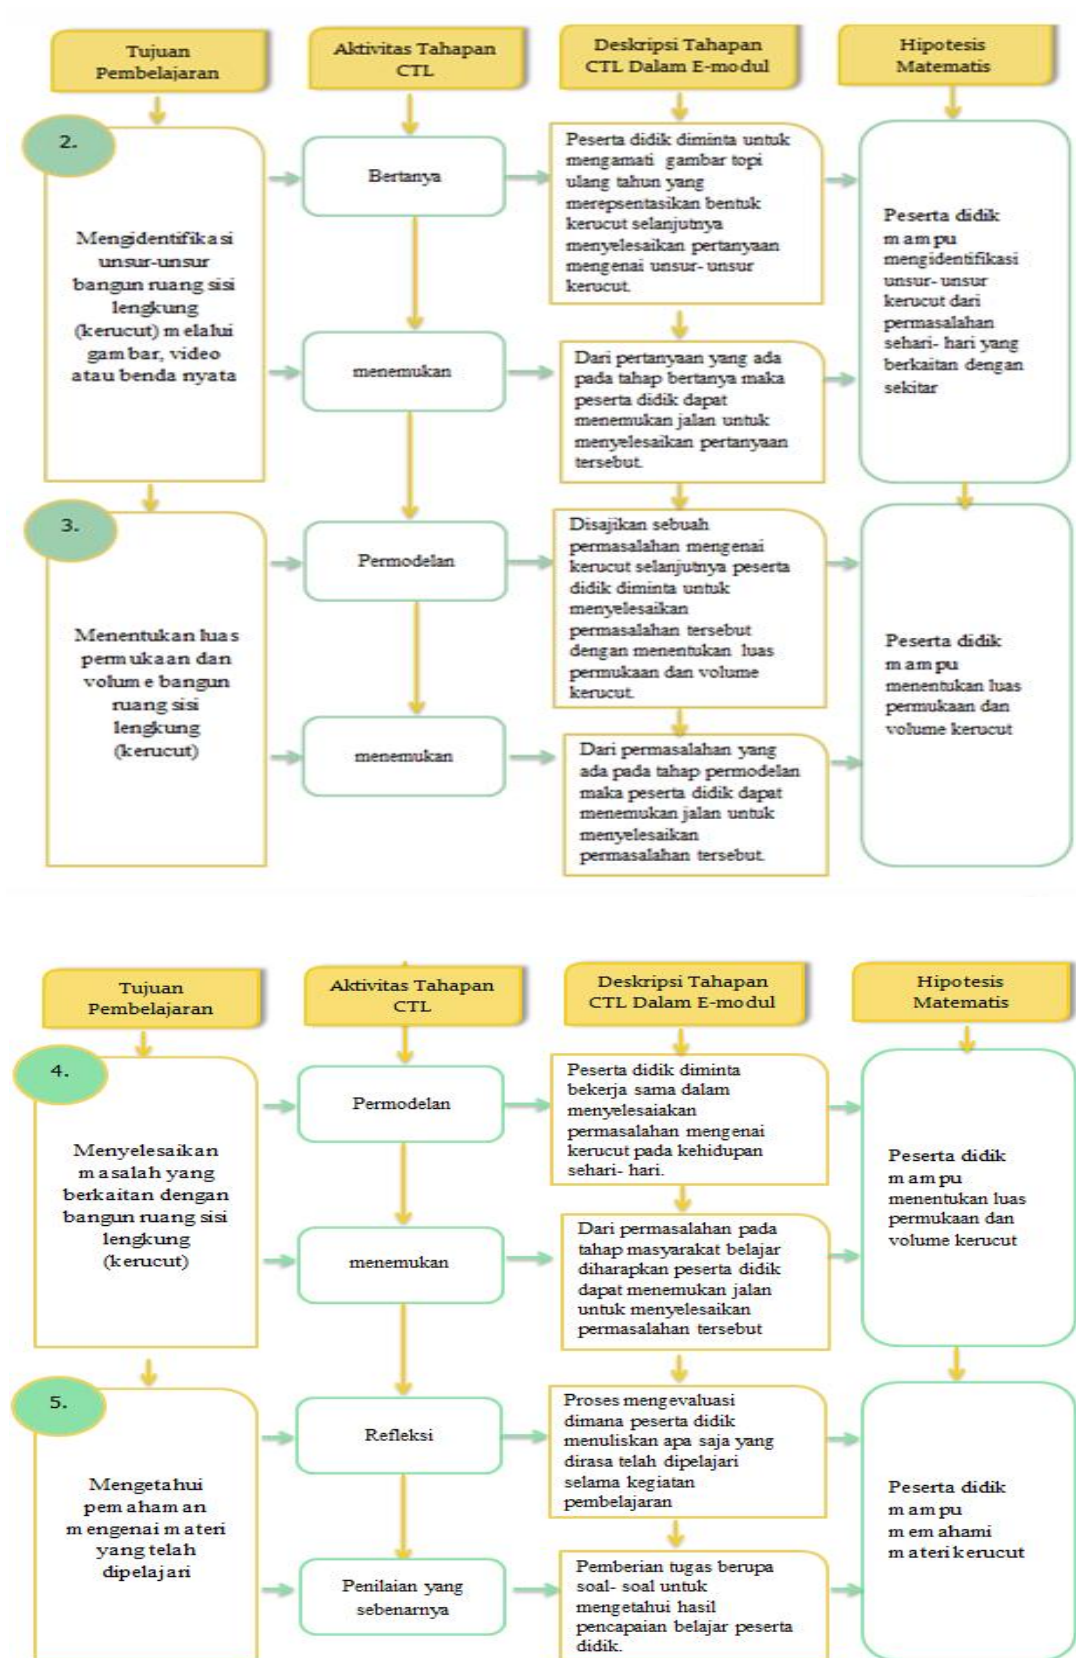 Tujuan
Pembelajaran
Aktivitas Tahapan
CTL
Deskripsi Tahapan
CTL Dalam E-modul
Hipotesis
Matematis
2.
Mengidentifikasi
unsur-unsur
bangun ruang sisi
lengkung
(kerucut) melalui
gambar, video
atau benda nyata
Bertanya
Peserta didik diminta untuk
mengamati gambar topi
ulang tahun yang
merepsentasikan bentuk
kerucut selanjutnya
menyelesaikan pertanyaan
mengenai unsur- unsur
kerucut.
menemukan
Dari pertanyaan yang ada
pada tahap bertanya maka
peserta didik dapat
menemukan jalan untuk
menyelesaikan pertanyaan
tersebut.
Peserta didik
mampu
mengidentifikasi
unsur- unsur
kerucut dari
permasalahan
sehari- hari yang
berkaitan dengan
sekitar
3.
Menentukan luas
permukaan dan
volume bangun
ruang sisi
lengkung
(kerucut)
Permodelan
Disajikan sebuah
permasalahan mengenai
kerucut selanjutnya peserta
didik diminta untuk
menyelesaikan
permasalahan tersebut
dengan menentukan luas
permukaan dan volume
kerucut.
menemukan
Dari permasalahan yang
ada pada tahap permodelan
maka peserta didik dapat
menemukan jalan untuk
menyelesaikan
permasalahan tersebut.
Peserta didik
mampu
menentukan luas
permukaan dan
volume kerucut
Tujuan
Pembelajaran
Aktivitas Tahapan
CTL
Deskripsi Tahapan
CTL Dalam E-modul
Hipotesis
Matematis
4.
Menyelesaikan
masalah yang
berkaitan dengan
bangun ruang sisi
lengkung
(kerucut)
Permodelan
Peserta didik diminta
bekerja sama dalam
menyelesaiakan
permasalahan mengenai
kerucut pada kehidupan
sehari- hari.
menemukan
Dari permasalahan pada
tahap masyarakat belajar
diharapkan peserta didik
dapat menemukan jalan
untuk menyelesaikan
permasalahan tersebut
Peserta didik
mampu
menentukan luas
permukaan dan
volume kerucut
5.
Mengetahui
pemahaman
mengenai materi
yang telah
dipelajari
Refleksi
Proses mengevaluasi
dimana peserta didik
menuliskan apa saja yang
dirasa telah dipelajari
selama kegiatan
pembelajaran
Penilaian yang
sebenarnya
Pemberian tugas berupa
soal- soal untuk
mengetahui hasil
pencapaian belajar peserta
didik.
Peserta didik
mampu
memahami
materi kerucut